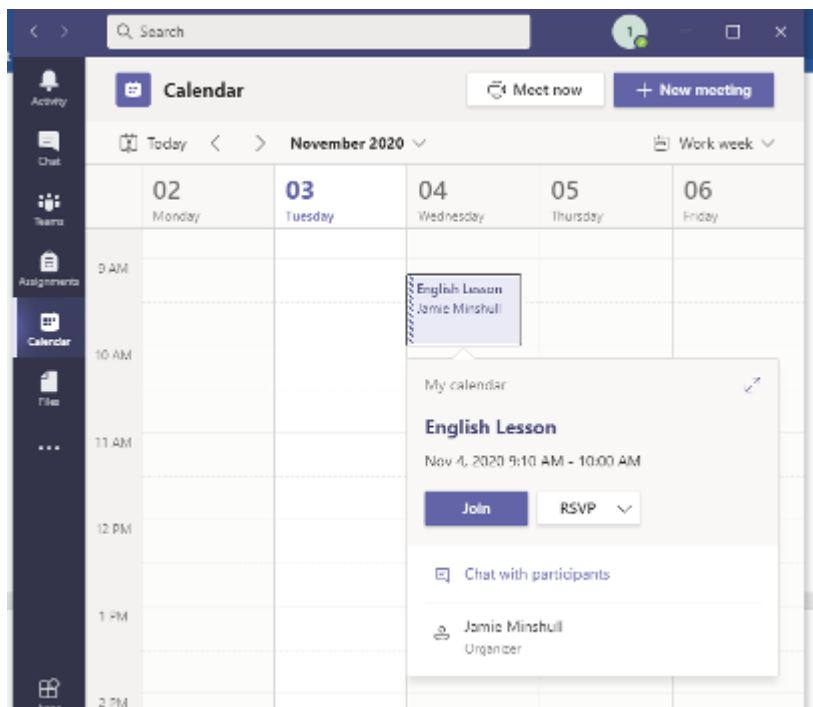 Search
1
Activity
Chat
Teams
Assignments
Calendar
Files
Calendar
Meet now
+ New meeting
Today
November 2020
Work week
02
Monday
03
Tuesday
04
Wednesday
05
Thursday
06
Friday
9 AM
10 AM
11 AM
12 PM
1 PM
2 PM
English Lesson
Jamie Minshull
My calendar
English Lesson
Nov 4, 2020 9:10 AM - 10:00 AM
Join
RSVP
Chat with participants
Jamie Minshull
Organizer